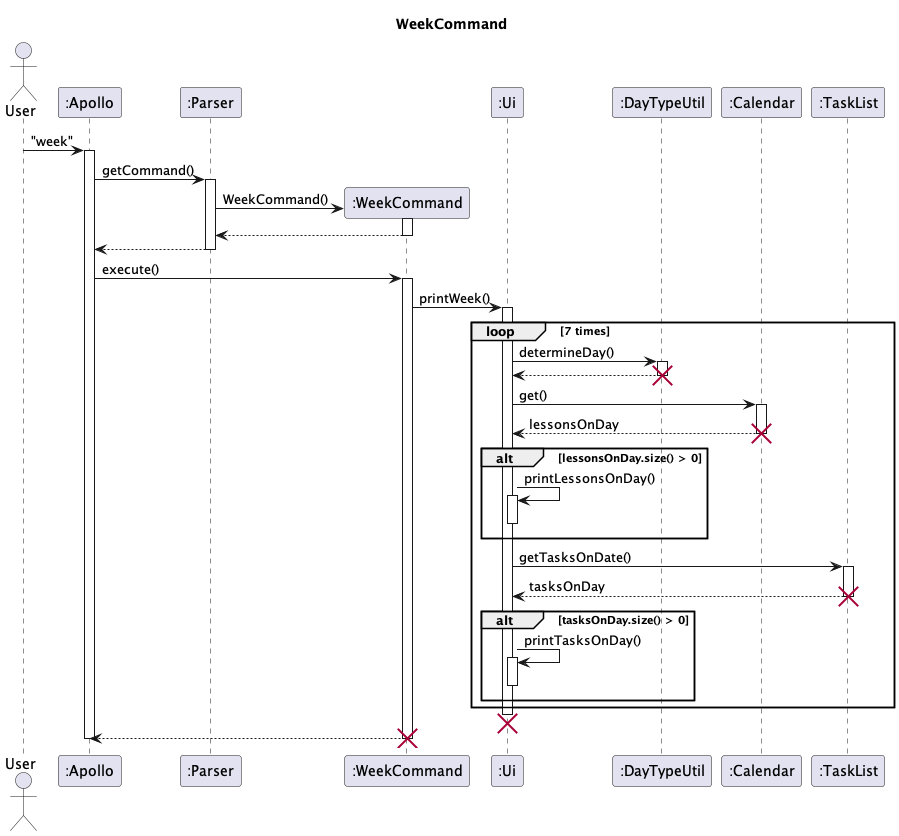 WeekCommand
User
:Apollo
:Parser
:Ui
:DayTypeUtil
:Calendar
:TaskList
"week"
getCommand()
WeekCommand()
:WeekCommand
execute()
printWeek()
loop
[7 times]
determineDay()
get()
lessonsOnDay
alt
[lessonsOnDay.size() > 0]
printLessonsOnDay()
getTasksOnDate()
tasksOnDay
alt
[tasksOnDay.size() > 0]
printTasksOnDay()
User
:Apollo
:Parser
:WeekCommand
:Ui
:DayTypeUtil
:Calendar
:TaskList